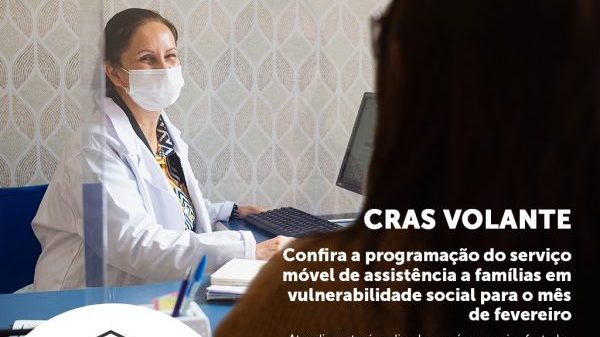 CRAS VOLANTE
Confira a programação do serviço
móvel de assistência a famílias em
vulnerabilidade social para o mês
de fevereiro